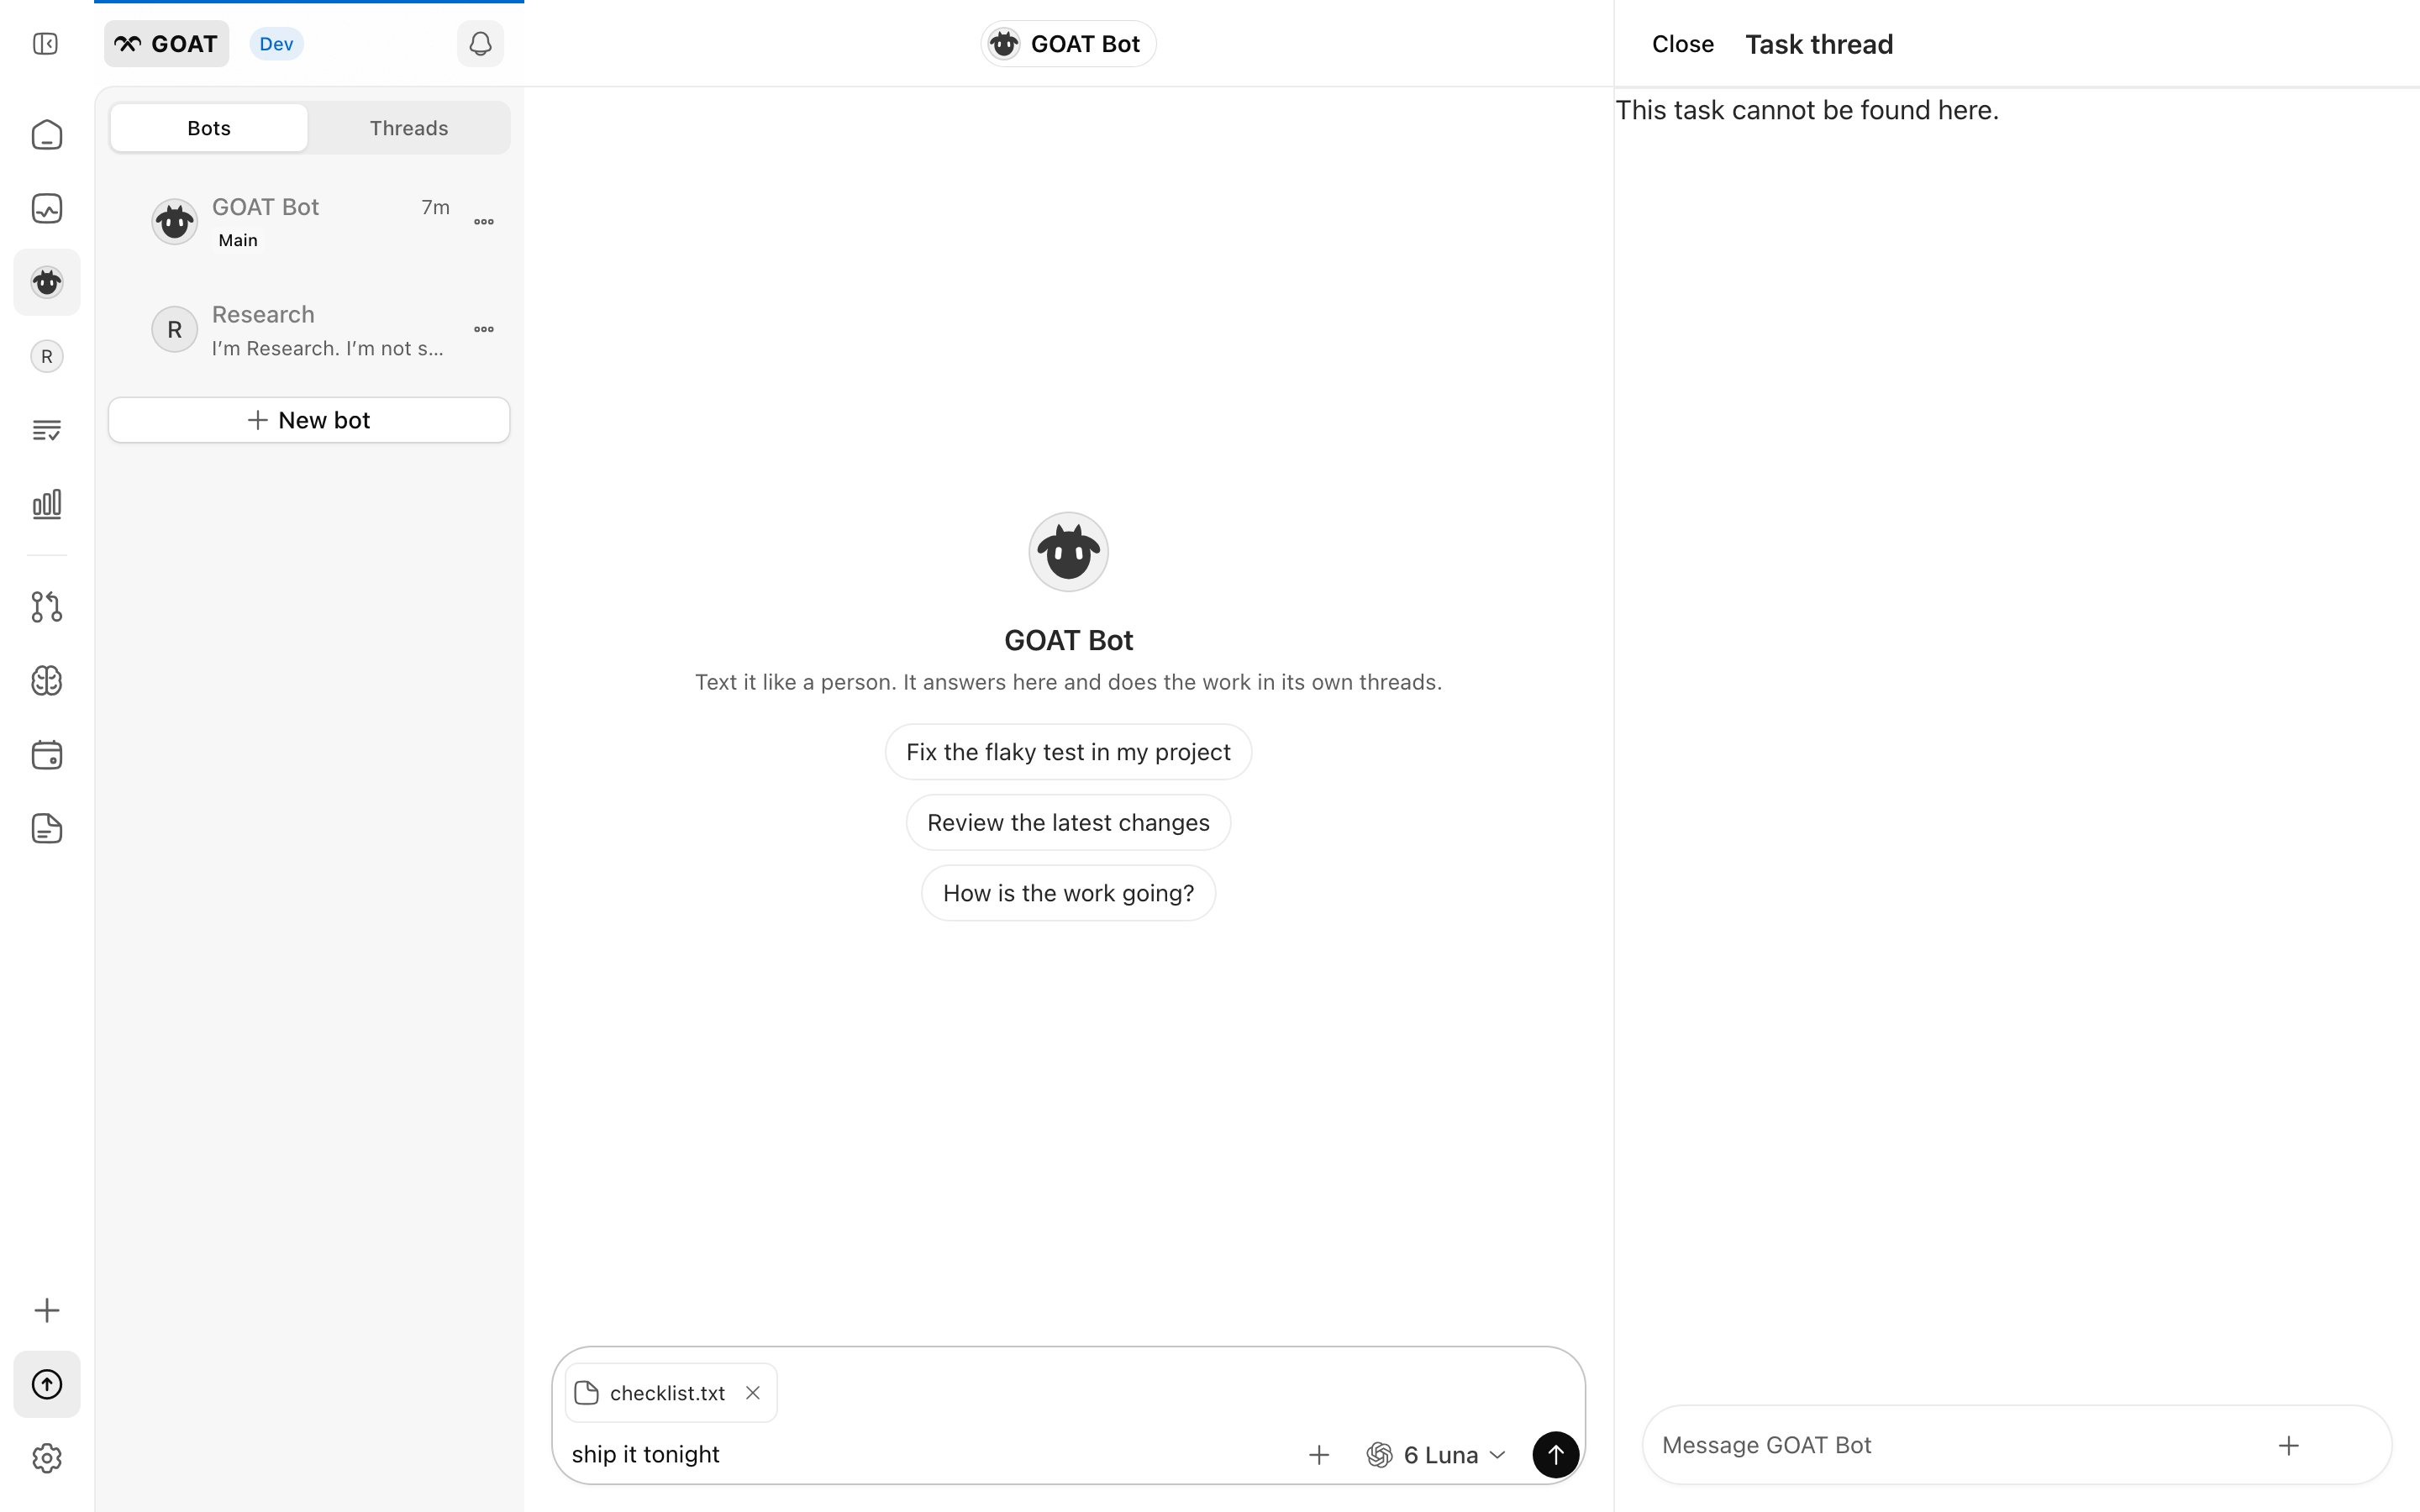 GOAT
Dev
Bots
Threads
GOAT Bot
7m
Main
R
Research
I’m Research. I’m not s...
R
New bot
GOAT Bot
GOAT Bot
Text it like a person. It answers here and does the work in its own threads.
Fix the flaky test in my project
Review the latest changes
How is the work going?
checklist.txt
ship it tonight
6 Luna
Close
Task thread
This task cannot be found here.
Message GOAT Bot